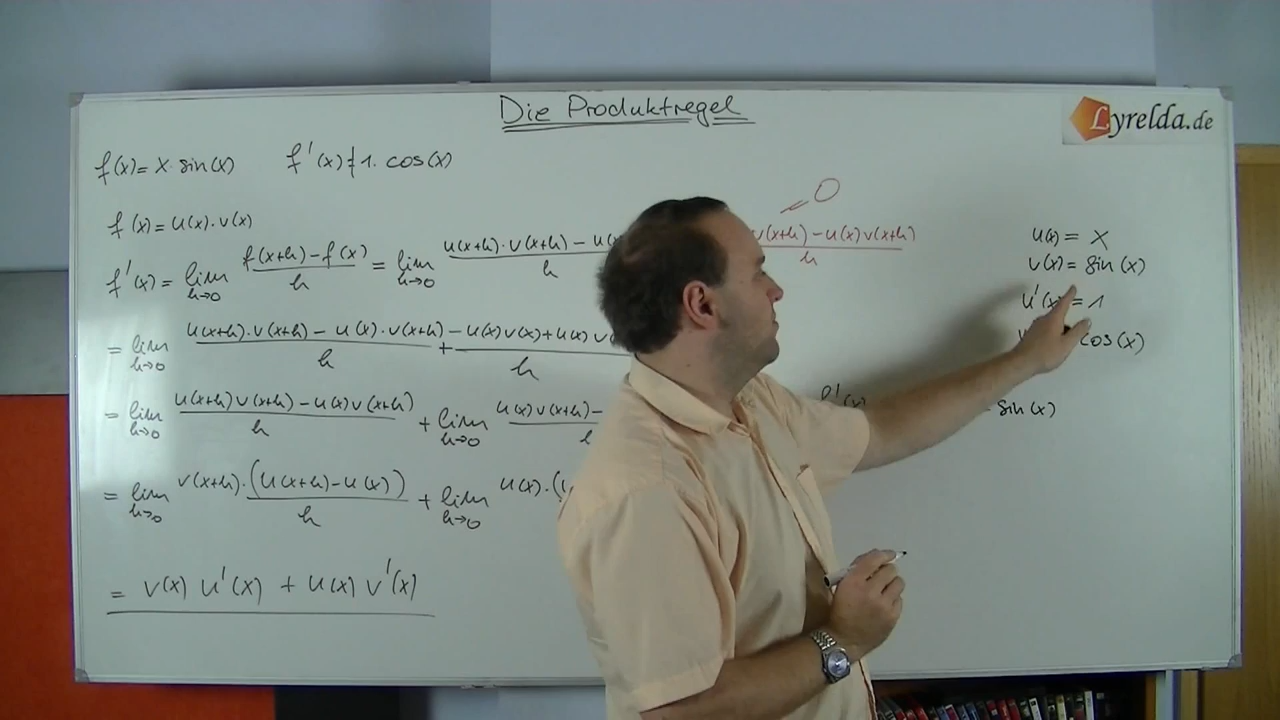 Die Produktregel
Lyrelda.de
f(x)= x·sin(x) f'(x)≠1·cos(x)
f(x)= u(x)·v(x)
f'(x)= lim h→0 f(x+h)-f(x) / h = lim h→0 u(x+h)·v(x+h) - / h
0
v(x+h) - u(x)v(x+h) / h
= lim h→0 u(x+h)·v(x+h) - u(x)·v(x+h) / h + - u(x)v(x) + u(x) / h
= lim h→0 u(x+h)v(x+h) - u(x)v(x+h) / h + lim h→0 u(x)v(x+h) - / h
= lim h→0 v(x+h)·(u(x+h)-u(x)) / h + lim h→0 u(x)·(
= v(x) u'(x) + u(x) v'(x)
u(x) = x
v(x) = sin(x)
u'(x) = 1
cos(x)
f'(x) sin(x)